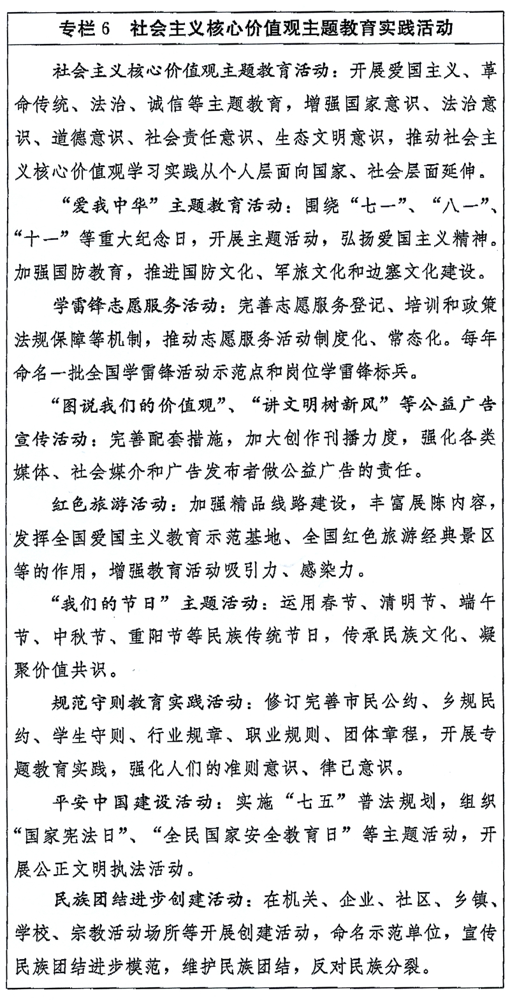 专栏6 社会主义核心价值观主题教育实践活动
社会主义核心价值观主题教育活动：开展爱国主义、革
命传统、法治、诚信等主题教育，增强国家意识、法治意
识、道德意识、社会责任意识、生态文明意识，推动社会主
义核心价值观学习实践从个人层面向国家、社会层面延伸。
“爱我中华”主题教育活动：围绕“七一”、“八一”、
“十一”等重大纪念日，开展主题活动，弘扬爱国主义精神。
加强国防教育，推进国防文化、军旅文化和边塞文化建设。
学雷锋志愿服务活动：完善志愿服务登记、培训和政策
法规保障等机制，推动志愿服务活动制度化、常态化。每年
命名一批全国学雷锋活动示范点和岗位学雷锋标兵。
“图说我们的价值观”、“讲文明树新风”等公益广告
宣传活动：完善配套措施，加大创作刊播力度，强化各类
媒体、社会媒介和广告发布者做公益广告的责任。
红色旅游活动：加强精品线路建设，丰富展陈内容，
发挥全国爱国主义教育示范基地、全国红色旅游经典景区
等的作用，增强教育活动吸引力、感染力。
“我们的节日”主题活动：运用春节、清明节、端午
节、中秋节、重阳节等民族传统节日，传承民族文化、凝
聚价值共识。
规范守则教育实践活动：修订完善市民公约、乡规民
约、学生守则、行业规章、职业规则、团体章程，开展专
题教育实践，强化人们的准则意识、律己意识。
平安中国建设活动：实施“七五”普法规划，组织
“国家宪法日”、“全民国家安全教育日”等主题活动，开
展公正文明执法活动。
民族团结进步创建活动：在机关、企业、社区、乡镇、
学校、宗教活动场所等开展创建活动，命名示范单位，宣传
民族团结进步模范，维护民族团结，反对民族分裂。